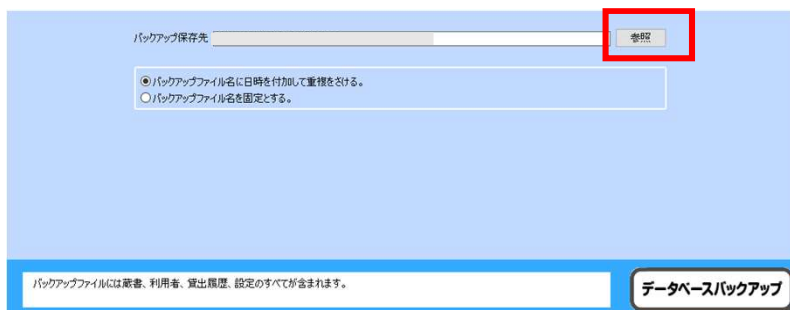 バックアップ保存先 参照
バックアップファイル名に日時を付加して重複をさける。
バックアップファイル名を固定とする。
バックアップファイルには蔵書、利用者、貸出履歴、設定のすべてが含まれます。
データベースバックアップ